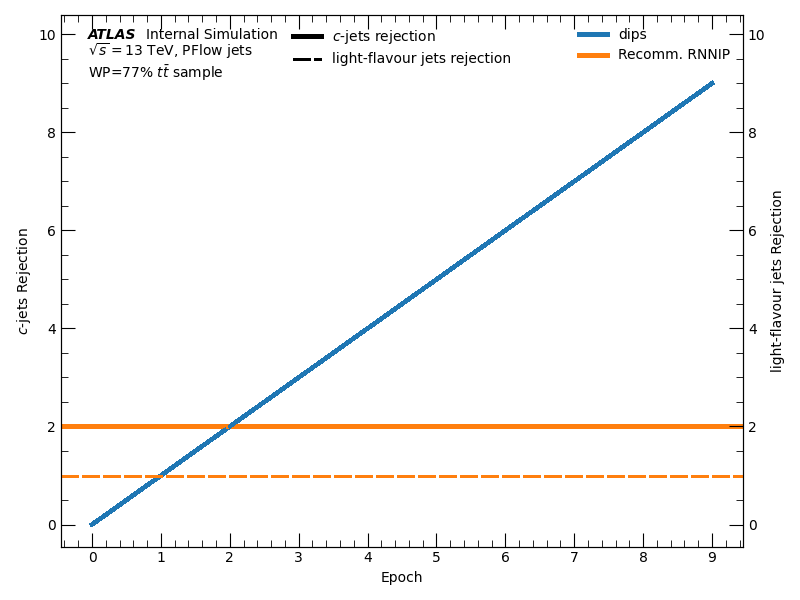 ATLAS Internal Simulation
√s = 13 TeV, PFlow jets
WP=77% tt̄ sample
c-jets rejection
light-flavour jets rejection
dips
Recomm. RNNIP
10
8
6
4
2
0
c-jets Rejection
10
8
6
4
2
0
light-flavour jets Rejection
0 1 2 3 4 5 6 7 8 9
Epoch